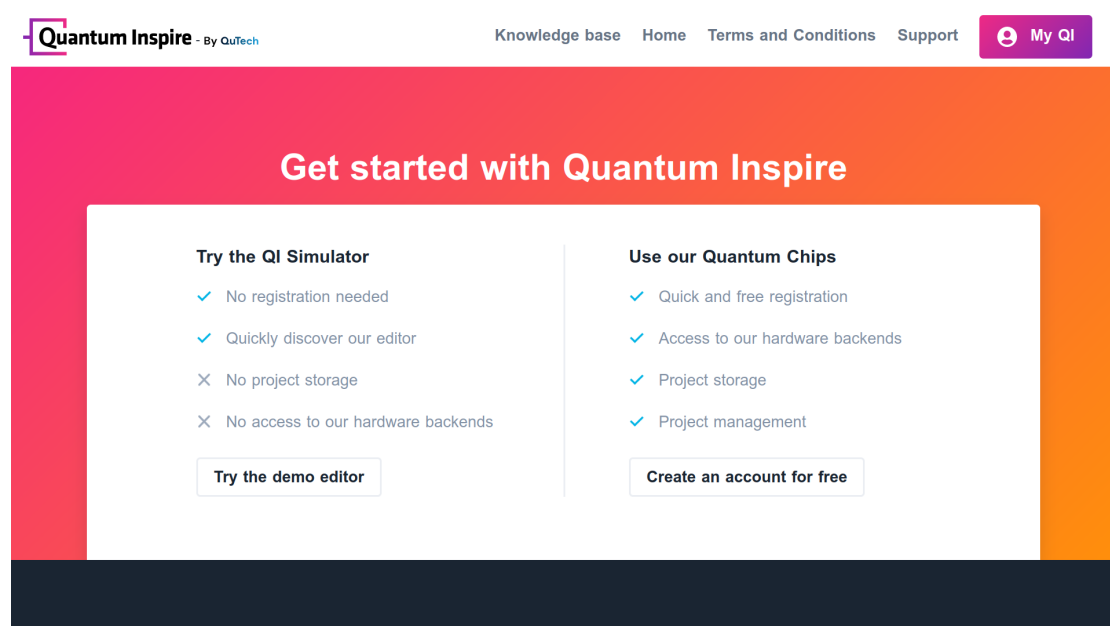 Quantum Inspire - By QuTech
Knowledge base Home Terms and Conditions Support My QI
Get started with Quantum Inspire
Try the QI Simulator
No registration needed
Quickly discover our editor
No project storage
No access to our hardware backends
Try the demo editor
Use our Quantum Chips
Quick and free registration
Access to our hardware backends
Project storage
Project management
Create an account for free